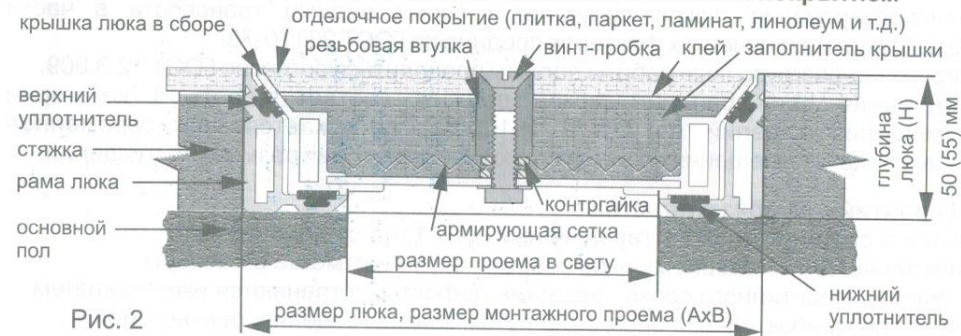 крышка люка в сборе
отделочное покрытие (плитка, паркет, ламинат, линолеум и т.д.)
резьбовая втулка
винт-пробка
клей
заполнитель крышки
верхний
уплотнитель
стяжка
рама люка
основной
пол
глубина
люка (Н)
50 (55) мм
контргайка
армирующая сетка
размер проема в свету
нижний
уплотнитель
Рис. 2
размер люка, размер монтажного проема (АхВ)